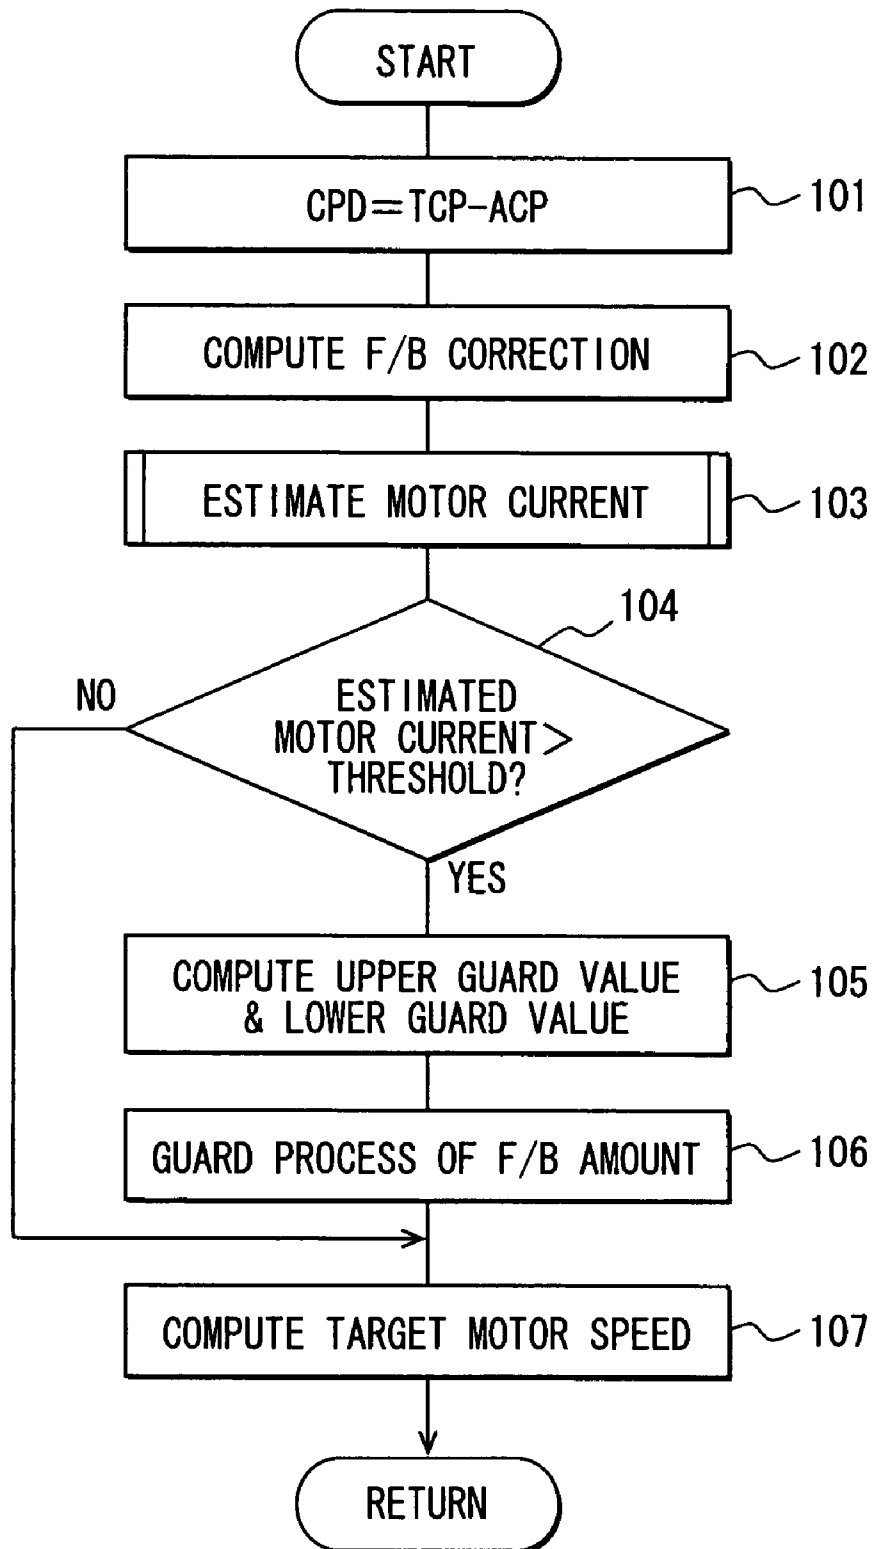 START
CPD=TCP-ACP
101
COMPUTE F/B CORRECTION
102
ESTIMATE MOTOR CURRENT
103
104
NO
ESTIMATED
MOTOR CURRENT>
THRESHOLD?
YES
COMPUTE UPPER GUARD VALUE
& LOWER GUARD VALUE
105
GUARD PROCESS OF F/B AMOUNT
106
COMPUTE TARGET MOTOR SPEED
107
RETURN